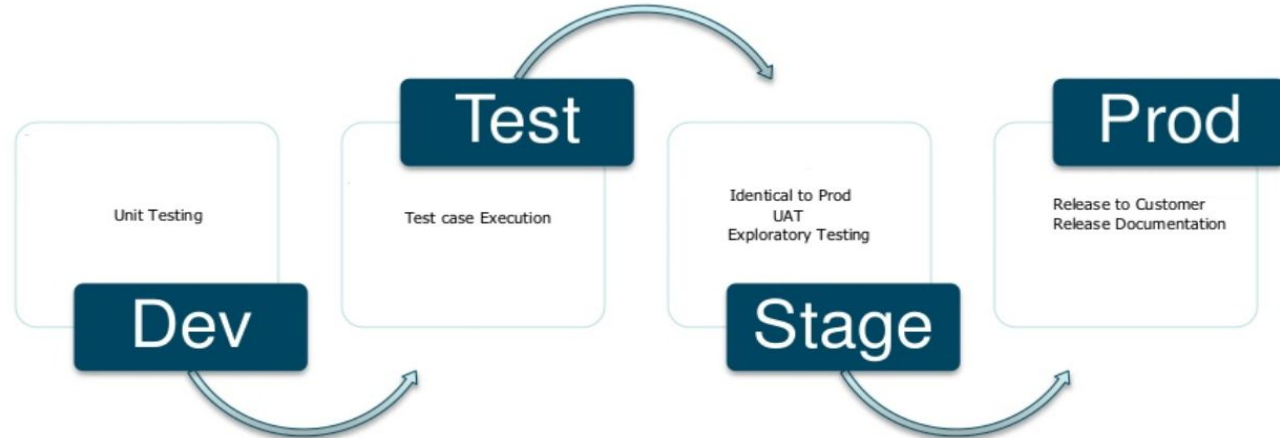 Unit Testing
Dev
Test
Test case Execution
Identical to Prod
UAT
Exploratory Testing
Stage
Prod
Release to Customer
Release Documentation